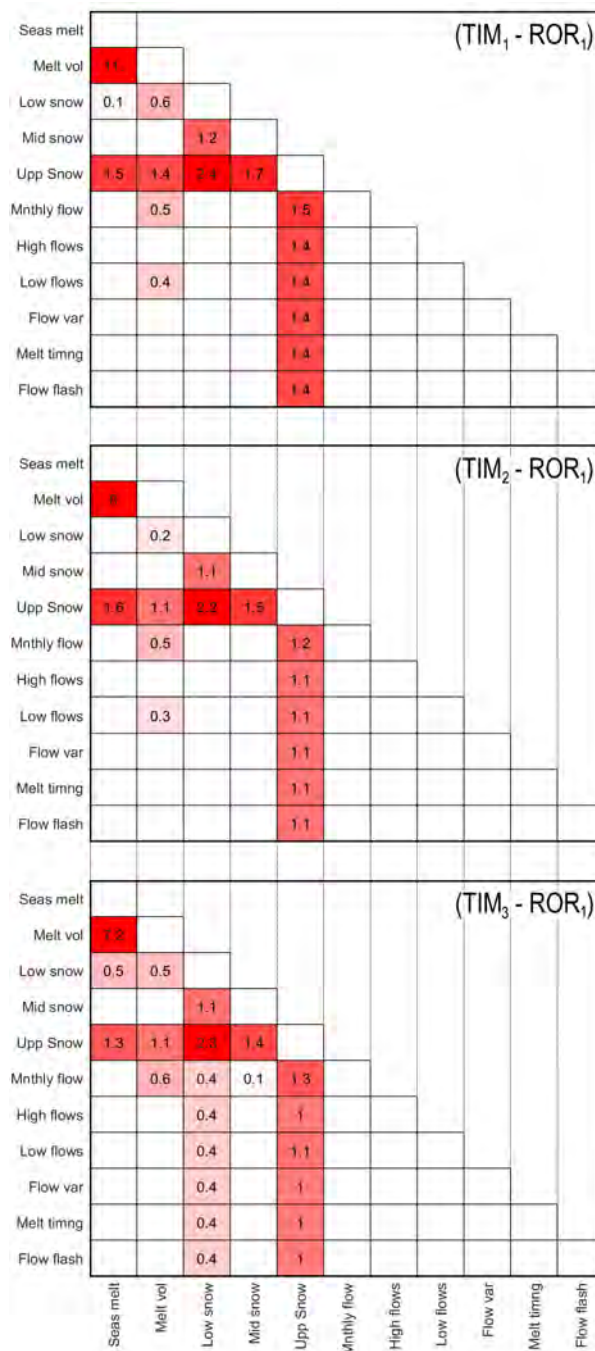 (TIM1 - ROR1)
Seas melt
Melt vol 11
Low snow 0.1 0.6
Mid snow 1.2
Upp Snow 1.5 1.4 1.7
Mnthly flow 0.5 1.5
High flows 1.4
Low flows 0.4 1.4
Flow var 1.4
Melt timng 1.4
Flow flash 1.4
(TIM2 - ROR1)
Seas melt
Melt vol
Low snow 0.2
Mid snow 1.1
Upp Snow 1.6 1.1 2.2 1.5
Mnthly flow 0.5 1.2
High flows 1.1
Low flows 0.3 1.1
Flow var 1.1
Melt timng 1.1
Flow flash 1.1
(TIM3 - ROR1)
Seas melt
Melt vol 7.2
Low snow 0.5 0.5
Mid snow 1.1
Upp Snow 1.3 1.1 1.4
Mnthly flow 0.6 0.4 0.1 1.3
High flows 0.4 1
Low flows 0.4 1.1
Flow var 0.4 1
Melt timng 0.4 1
Flow flash 0.4 1
Seas melt
Melt vol
Low snow
Mid snow
Upp Snow
Mnthly flow
High flows
Low flows
Flow var
Melt timng
Flow flash